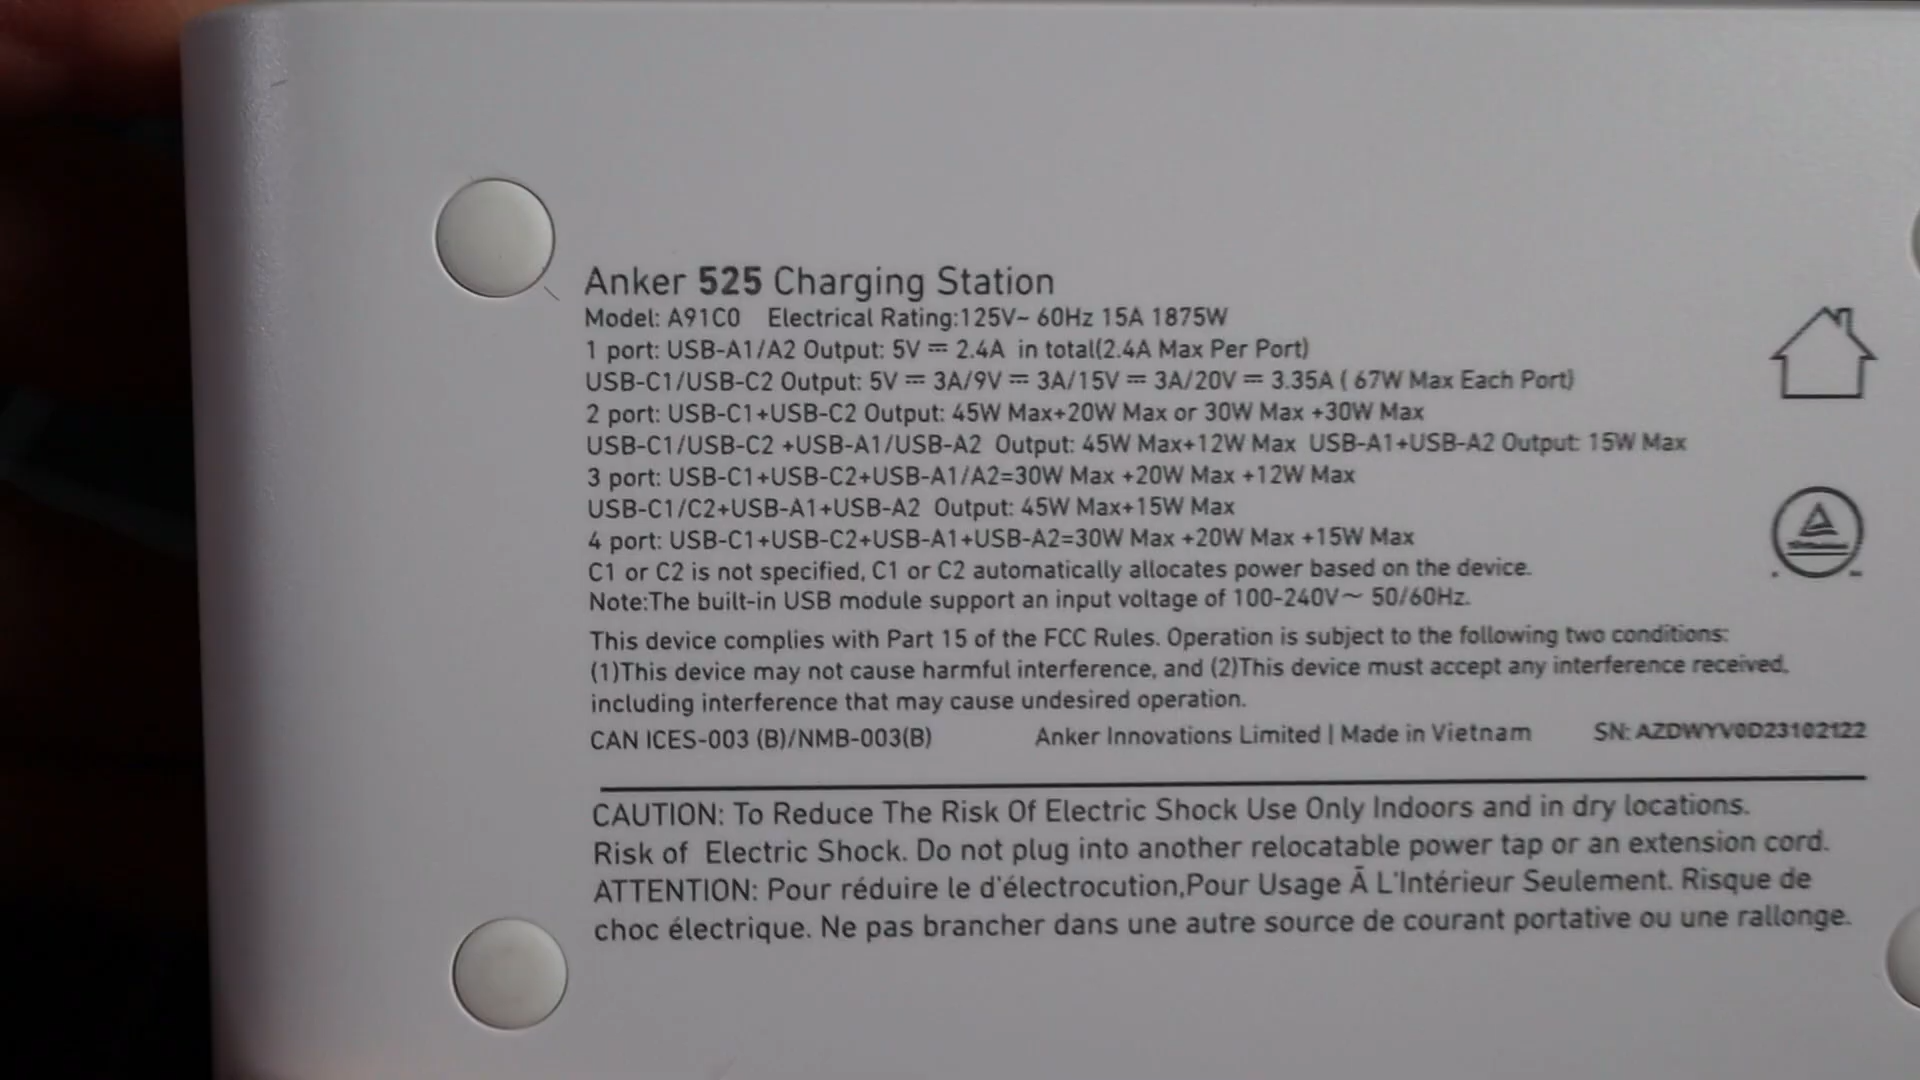 Anker 525 Charging Station
Model: A91C0 Electrical Rating:125V~ 60Hz 15A 1875W
1 port: USB-A1/A2 Output: 5V ⎓ 2.4A in total(2.4A Max Per Port)
USB-C1/USB-C2 Output: 5V ⎓ 3A/9V ⎓ 3A/15V ⎓ 3A/20V ⎓ 3.35A ( 67W Max Each Port)
2 port: USB-C1+USB-C2 Output: 45W Max+20W Max or 30W Max +30W Max
USB-C1/USB-C2 +USB-A1/USB-A2 Output: 45W Max+12W Max USB-A1+USB-A2 Output: 15W Max
3 port: USB-C1+USB-C2+USB-A1/A2=30W Max +20W Max +12W Max
USB-C1/C2+USB-A1+USB-A2 Output: 45W Max+15W Max
4 port: USB-C1+USB-C2+USB-A1+USB-A2=30W Max +20W Max +15W Max
C1 or C2 is not specified, C1 or C2 automatically allocates power based on the device.
Note:The built-in USB module support an input voltage of 100-240V~ 50/60Hz.
This device complies with Part 15 of the FCC Rules. Operation is subject to the following two conditions:
(1)This device may not cause harmful interference, and (2)This device must accept any interference received,
including interference that may cause undesired operation.
CAN ICES-003 (B)/NMB-003(B) Anker Innovations Limited | Made in Vietnam SN: AZDWYV0D23102122
CAUTION: To Reduce The Risk Of Electric Shock Use Only Indoors and in dry locations.
Risk of Electric Shock. Do not plug into another relocatable power tap or an extension cord.
ATTENTION: Pour réduire le d'électrocution,Pour Usage Ā L'Intérieur Seulement. Risque de
choc électrique. Ne pas brancher dans une autre source de courant portative ou une rallonge.